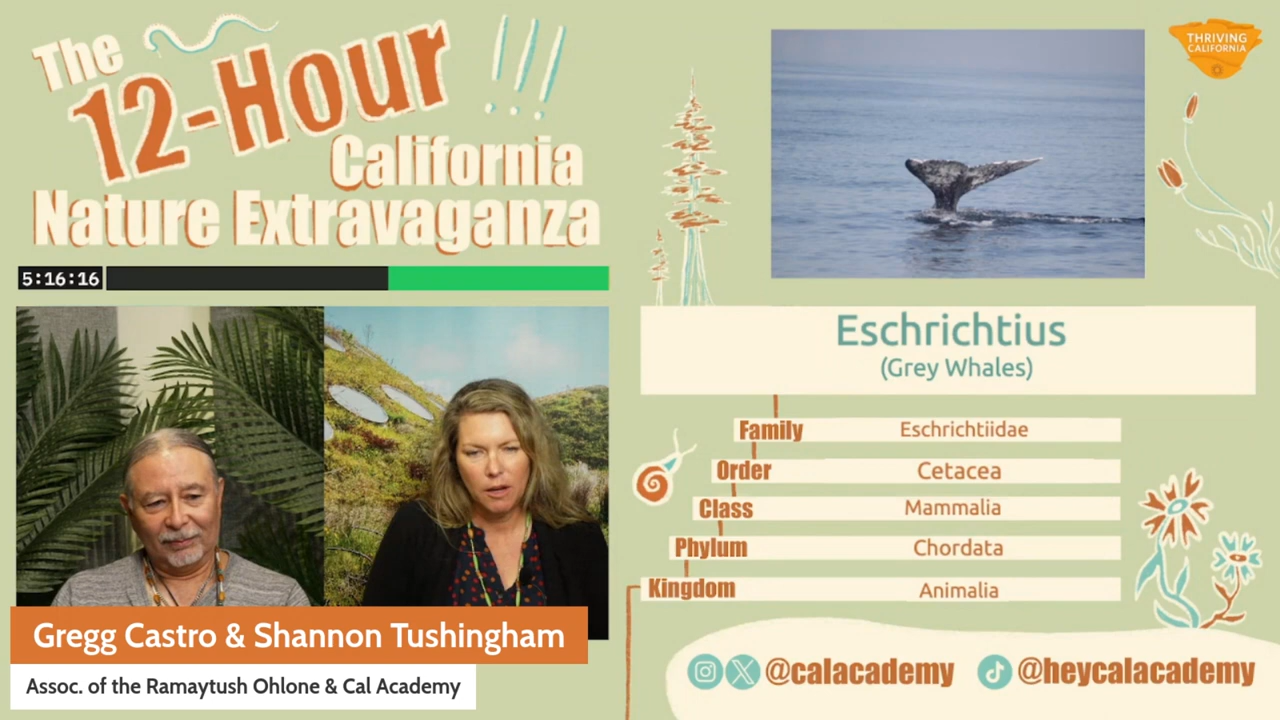 The
12-Hour
!!!
California
Nature Extravaganza
5:16:16
Gregg Castro & Shannon Tushingham
Assoc. of the Ramaytush Ohlone & Cal Academy
THRIVING
CALIFORNIA
Eschrichtius
(Grey Whales)
Family Eschrichtiidae
Order Cetacea
Class Mammalia
Phylum Chordata
Kingdom Animalia
@calacademy @heycalacademy